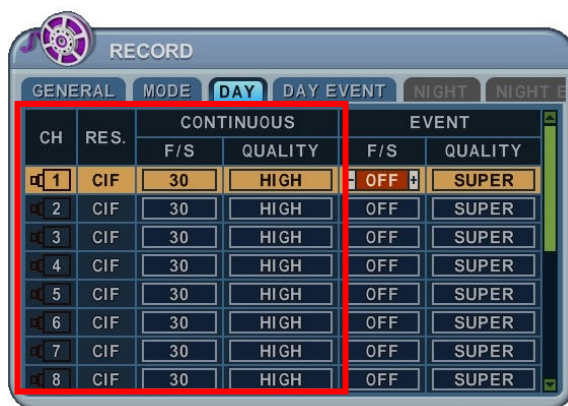 RECORD
GENERAL MODE DAY DAY EVENT NIGHT NIGHT E
CH RES. CONTINUOUS EVENT
F/S QUALITY F/S QUALITY
1 CIF 30 HIGH - OFF + SUPER
2 CIF 30 HIGH OFF SUPER
3 CIF 30 HIGH OFF SUPER
4 CIF 30 HIGH OFF SUPER
5 CIF 30 HIGH OFF SUPER
6 CIF 30 HIGH OFF SUPER
7 CIF 30 HIGH OFF SUPER
8 CIF 30 HIGH OFF SUPER